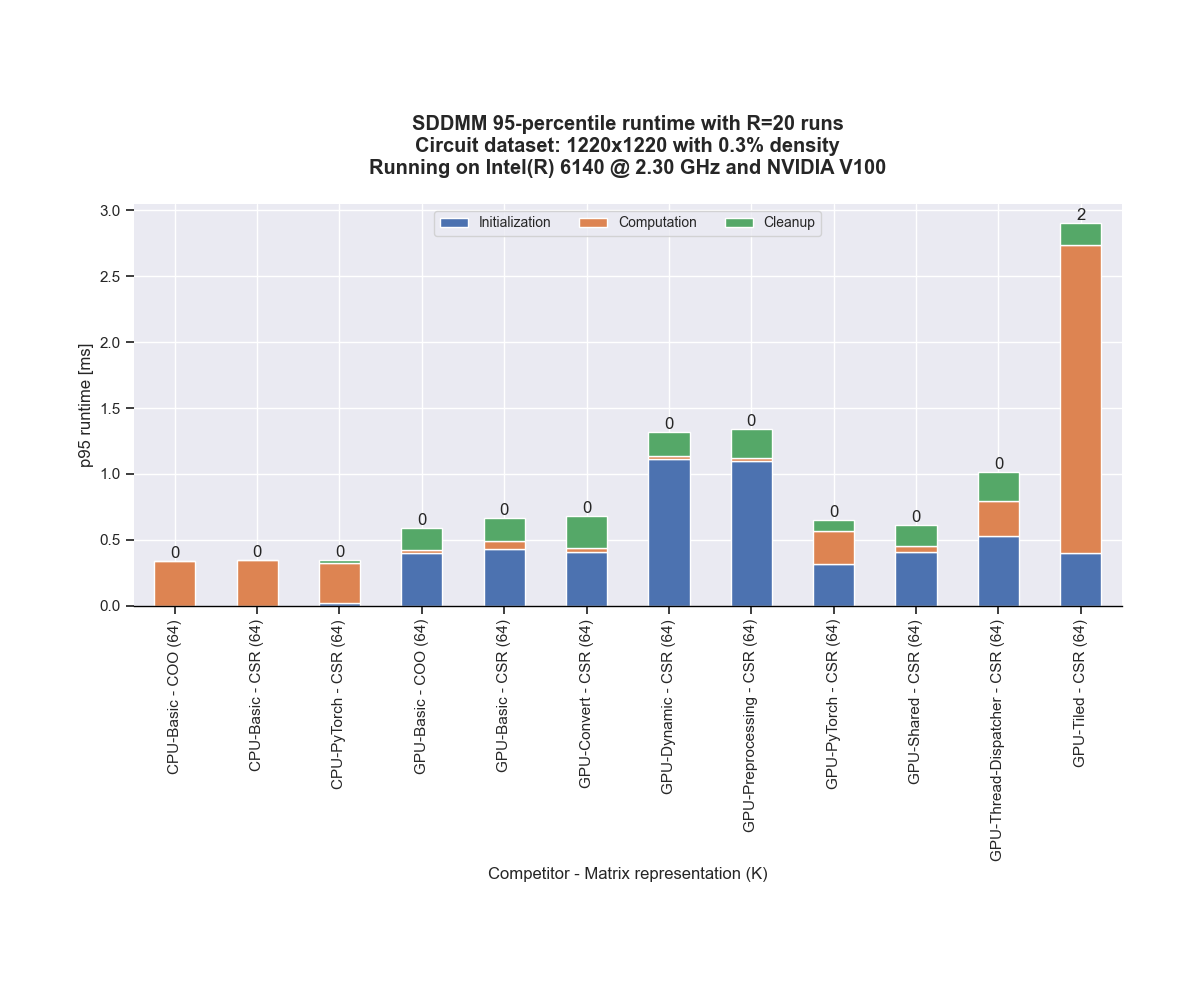 SDDMM 95-percentile runtime with R=20 runs
Circuit dataset: 1220x1220 with 0.3% density
Running on Intel(R) 6140 @ 2.30 GHz and NVIDIA V100
Initialization Computation Cleanup
3.0
2.5
2.0
1.5
1.0
0.5
0.0
p95 runtime [ms]
0 0 0 0 0 0 0 0 0 0 0 2
CPU-Basic - COO (64)
CPU-Basic - CSR (64)
CPU-PyTorch - CSR (64)
GPU-Basic - COO (64)
GPU-Basic - CSR (64)
GPU-Convert - CSR (64)
GPU-Dynamic - CSR (64)
GPU-Preprocessing - CSR (64)
GPU-PyTorch - CSR (64)
GPU-Shared - CSR (64)
GPU-Thread-Dispatcher - CSR (64)
GPU-Tiled - CSR (64)
Competitor - Matrix representation (K)